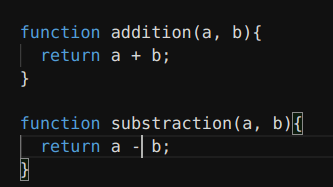 function addition(a, b){
  return a + b;
}

function substraction(a, b){
  return a - b;
}